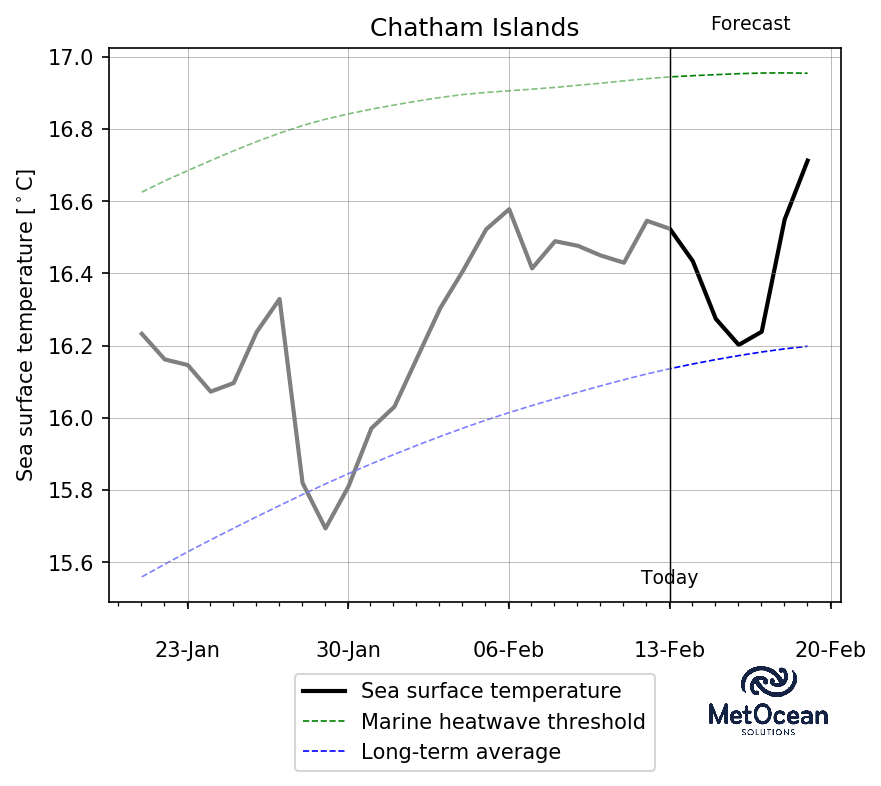 Chatham Islands
Forecast
Sea surface temperature [°C]
17.0
16.8
16.6
16.4
16.2
16.0
15.8
15.6
Today
23-Jan 30-Jan 06-Feb 13-Feb 20-Feb
Sea surface temperature
Marine heatwave threshold
Long-term average
MetOcean
SOLUTIONS